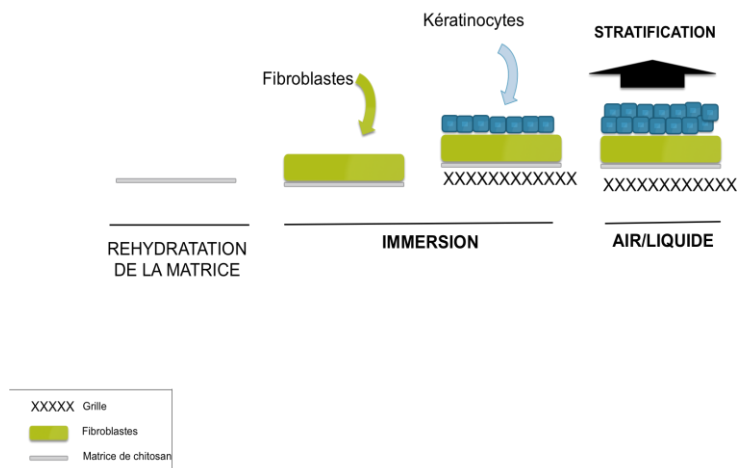 Kératinocytes
STRATIFICATION
Fibroblastes
XXXXXXXXXXXX
XXXXXXXXXXXX
REHYDRATATION
DE LA MATRICE
IMMERSION
AIR/LIQUIDE
XXXXX Grille
Fibroblastes
Matrice de chitosan